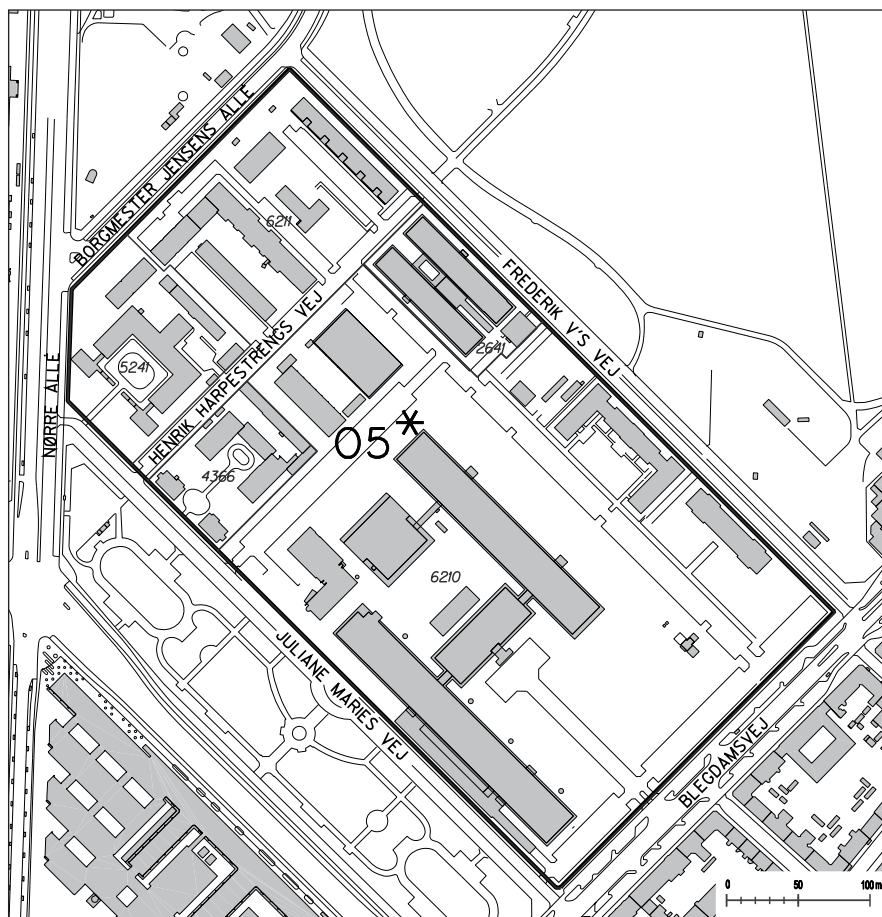 BORGMESTER JENSENS ALLÉ
6211
FREDERIK V'S VEJ
HENRIK HARPESTRENGS VEJ
2641
5241
NØRRE ALLÉ
05*
4366
6210
JULIANE MARIES VEJ
BLEGDAMSVEJ
0 50 100 m